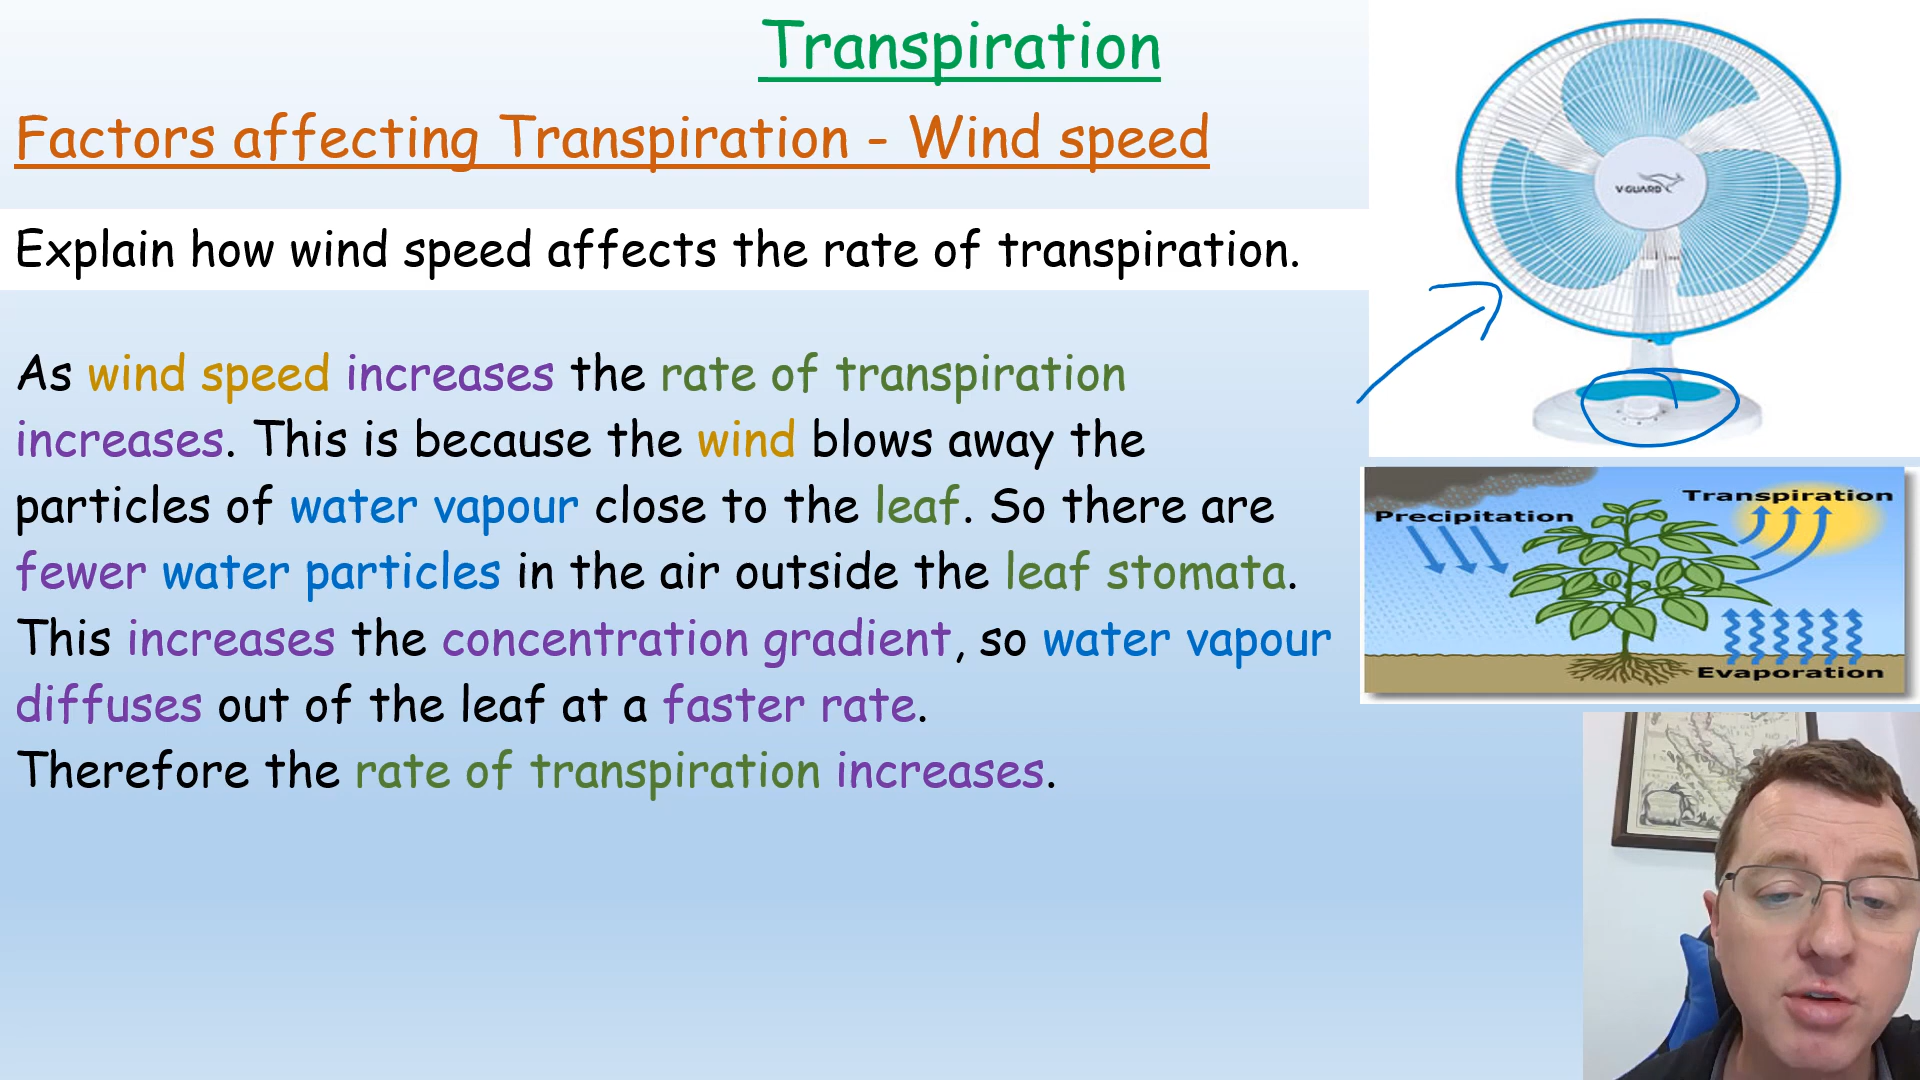 Transpiration
Factors affecting Transpiration - Wind speed
Explain how wind speed affects the rate of transpiration.
As wind speed increases the rate of transpiration
increases. This is because the wind blows away the
particles of water vapour close to the leaf. So there are
fewer water particles in the air outside the leaf stomata.
This increases the concentration gradient, so water vapour
diffuses out of the leaf at a faster rate.
Therefore the rate of transpiration increases.
V-GUARD
Transpiration
Precipitation
Evaporation